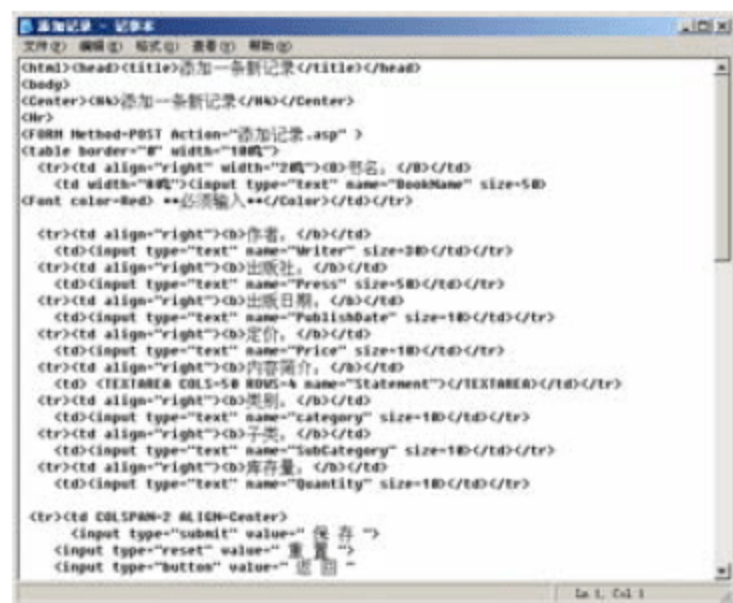 添加记录 - 记事本
文件(F) 编辑(E) 格式(O) 查看(V) 帮助(H)
<html><head><title>添加一条新记录</title></head>
<body>
<Center><H4>添加一条新记录</H4></Center>
<Hr>
<FORM Method=POST Action="添加记录.asp" >
<table border="0" width="100%">
<tr><td align="right" width="20%"><B>书名: </B></td>
<td width="80%"><input type="text" name="BookName" size=50>
<Font color=Red> **必须输入**</Color></td></tr>
<tr><td align="right"><b>作者: </b></td>
<td><input type="text" name="Writer" size=30></td></tr>
<tr><td align="right"><b>出版社: </b></td>
<td><input type="text" name="Press" size=50></td></tr>
<tr><td align="right"><b>出版日期: </b></td>
<td><input type="text" name="PublishDate" size=10></td></tr>
<tr><td align="right"><b>定价: </b></td>
<td><input type="text" name="Price" size=10></td></tr>
<tr><td align="right"><b>内容简介: </b></td>
<td> <TEXTAREA COLS=50 ROWS=4 name="Statement"></TEXTAREA></td></tr>
<tr><td align="right"><b>类别: </b></td>
<td><input type="text" name="category" size=10></td></tr>
<tr><td align="right"><b>子类: </b></td>
<td><input type="text" name="SubCategory" size=10></td></tr>
<tr><td align="right"><b>库存量: </b></td>
<td><input type="text" name="Quantity" size=10></td></tr>
<tr><td COLSPAN=2 ALIGN=Center>
<input type="submit" value=" 保 存 ">
<input type="reset" value=" 重 置 ">
<input type="button" value=" 返 回 "
Ln 1, Col 1